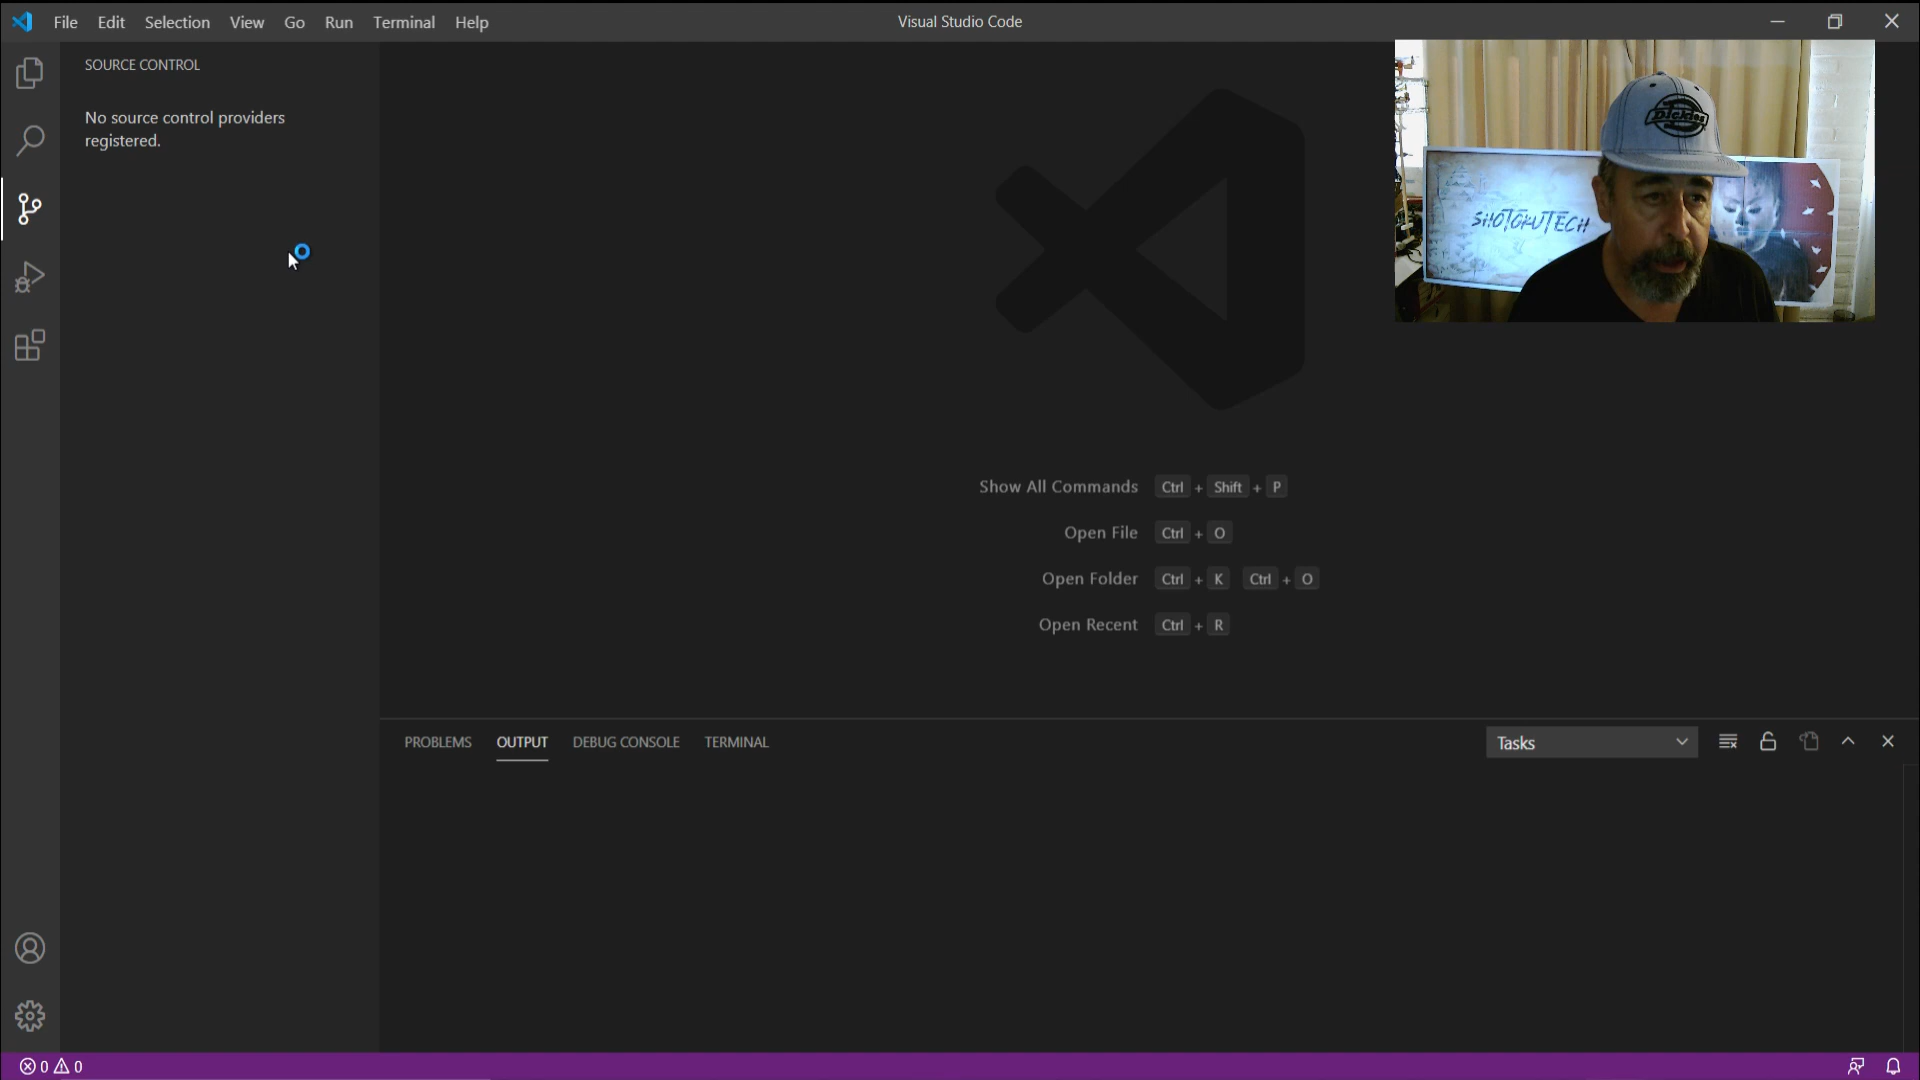 File Edit Selection View Go Run Terminal Help
Visual Studio Code
SOURCE CONTROL
No source control providers
registered.
Dickies
SHOTOKUTECH
Show All Commands Ctrl + Shift + P
Open File Ctrl + O
Open Folder Ctrl + K Ctrl + O
Open Recent Ctrl + R
PROBLEMS OUTPUT DEBUG CONSOLE TERMINAL
Tasks
0 0